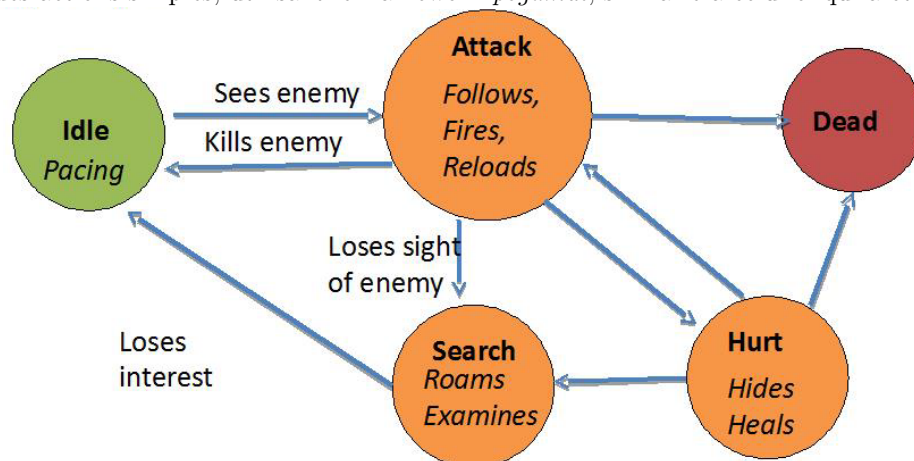 Attack
Follows,
Fires,
Reloads
Sees enemy
Kills enemy
Idle
Pacing
Dead
Loses sight
of enemy
Loses
interest
Search
Roams
Examines
Hurt
Hides
Heals